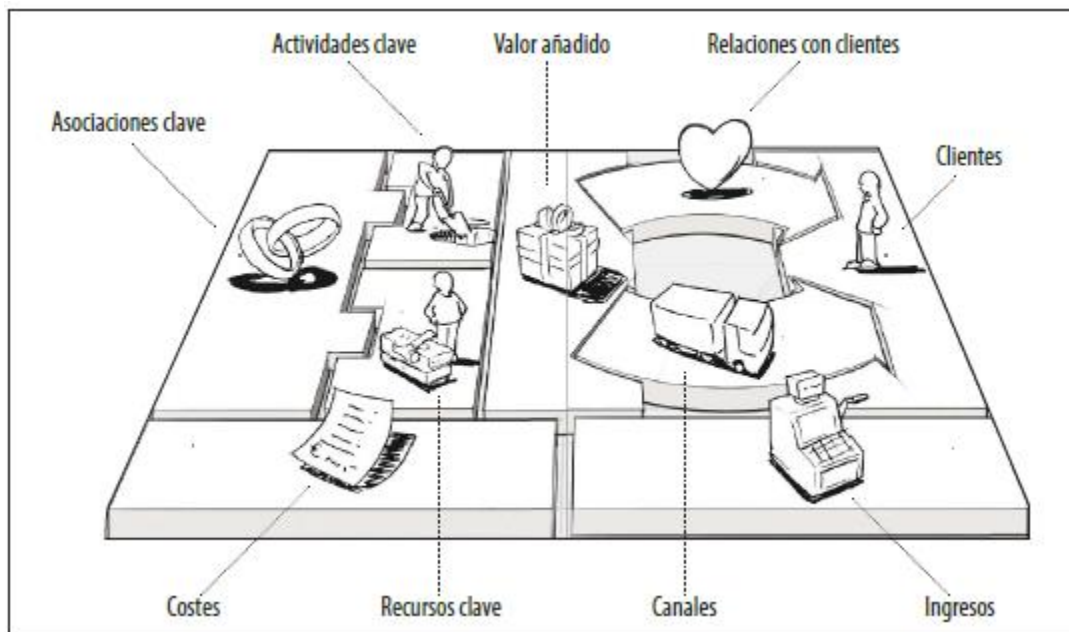 Actividades clave
Valor añadido
Relaciones con clientes
Asociaciones clave
Clientes
Costes
Recursos clave
Canales
Ingresos